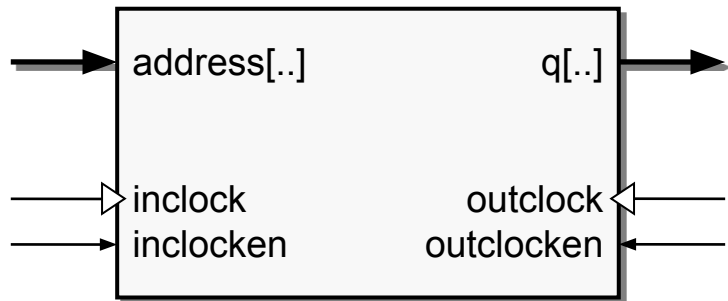 address[..] q[..]
inclock outclock
inclocken outclocken